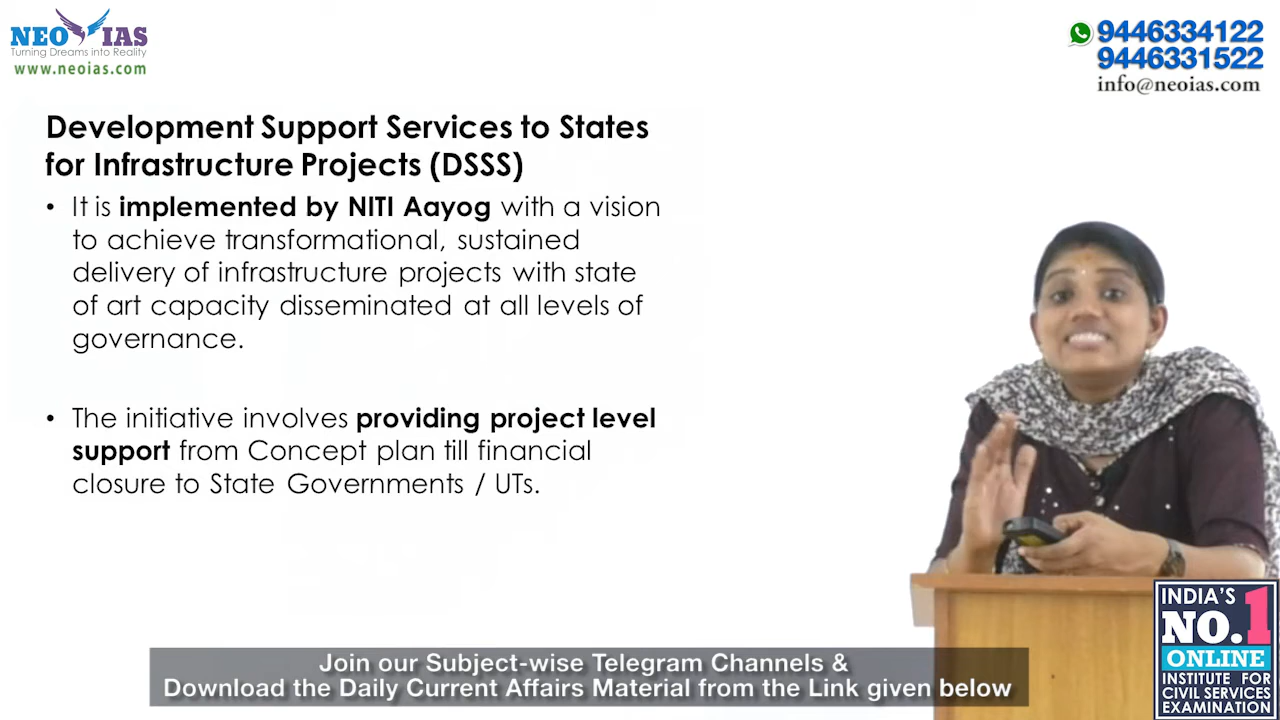 NEO IAS
Turning Dreams into Reality
www.neoias.com
9446334122
9446331522
info@neoias.com
Development Support Services to States
for Infrastructure Projects (DSSS)
• It is implemented by NITI Aayog with a vision
to achieve transformational, sustained
delivery of infrastructure projects with state
of art capacity disseminated at all levels of
governance.
• The initiative involves providing project level
support from Concept plan till financial
closure to State Governments / UTs.
INDIA'S
NO.1
ONLINE
INSTITUTE FOR
CIVIL SERVICES
EXAMINATION
Join our Subject-wise Telegram Channels &
Download the Daily Current Affairs Material from the Link given below